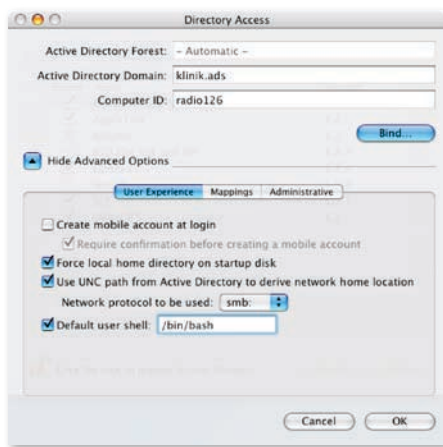 Directory Access
Active Directory Forest: - Automatic -
Active Directory Domain: klinik.ads
Computer ID: radio126
Bind...
Hide Advanced Options
User Experience Mappings Administrative
Create mobile account at login
Require confirmation before creating a mobile account
Force local home directory on startup disk
Use UNC path from Active Directory to derive network home location
Network protocol to be used: smb:
Default user shell: /bin/bash
Cancel OK